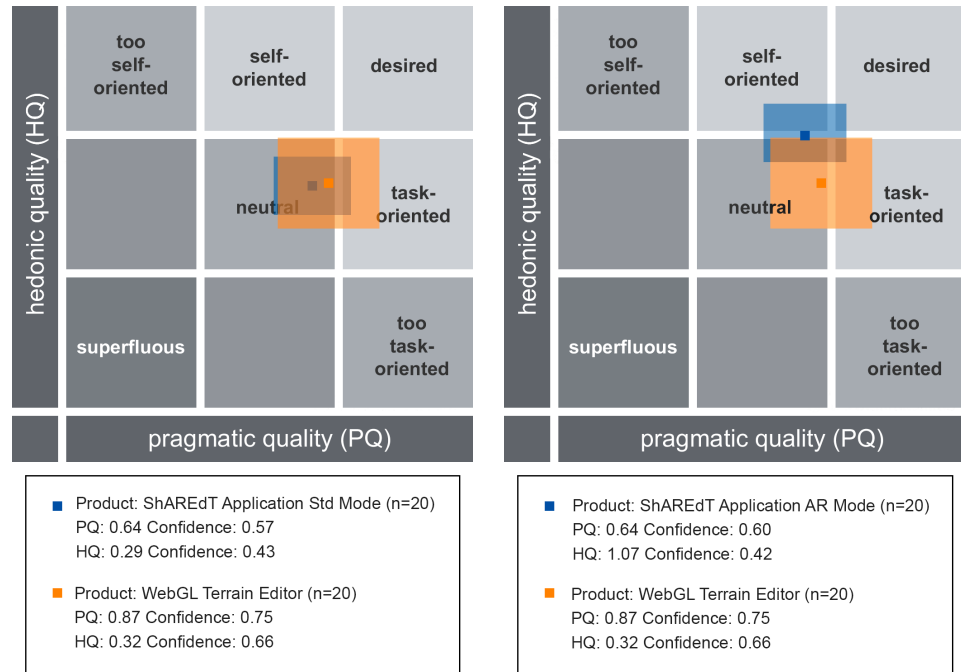 hedonic quality (HQ)
too
self-
oriented
self-
oriented
desired
neutral
task-
oriented
superfluous
too
task-
oriented
pragmatic quality (PQ)
Product: ShAREdT Application Std Mode (n=20)
PQ: 0.64 Confidence: 0.57
HQ: 0.29 Confidence: 0.43
Product: WebGL Terrain Editor (n=20)
PQ: 0.87 Confidence: 0.75
HQ: 0.32 Confidence: 0.66
hedonic quality (HQ)
too
self-
oriented
self-
oriented
desired
neutral
task-
oriented
superfluous
too
task-
oriented
pragmatic quality (PQ)
Product: ShAREdT Application AR Mode (n=20)
PQ: 0.64 Confidence: 0.60
HQ: 1.07 Confidence: 0.42
Product: WebGL Terrain Editor (n=20)
PQ: 0.87 Confidence: 0.75
HQ: 0.32 Confidence: 0.66